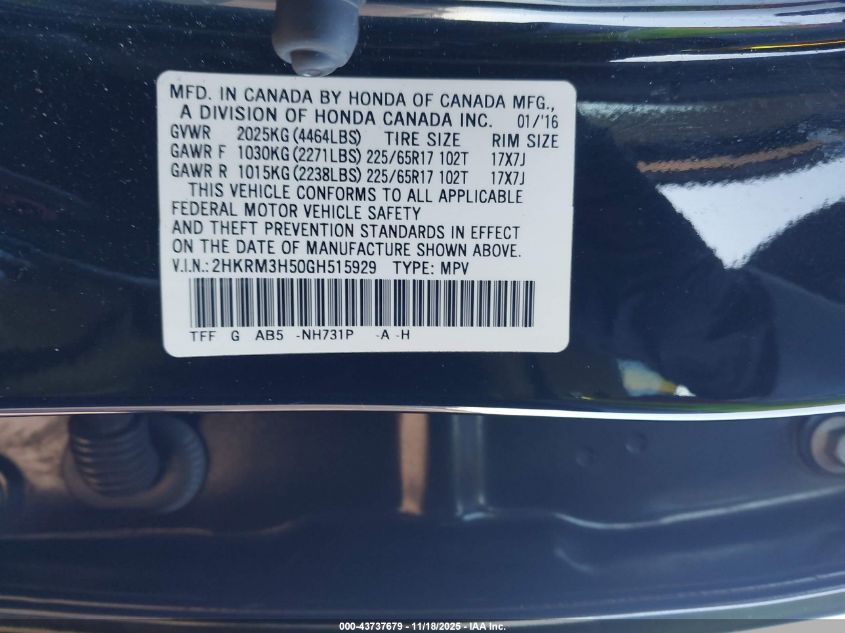 MFD. IN CANADA BY HONDA OF CANADA MFG.,
A DIVISION OF HONDA CANADA INC. 01/'16
GVWR 2025KG(4464LBS) TIRE SIZE RIM SIZE
GAWR F 1030KG(2271LBS) 225/65R17 102T 17X7J
GAWR R 1015KG(2238LBS) 225/65R17 102T 17X7J
THIS VEHICLE CONFORMS TO ALL APPLICABLE
FEDERAL MOTOR VEHICLE SAFETY
AND THEFT PREVENTION STANDARDS IN EFFECT
ON THE DATE OF MANUFACTURE SHOWN ABOVE.
V.I.N.: 2HKRM3H50GH515929 TYPE: MPV
TFF G AB5 -NH731P -A -H
000-43737679 - 11/18/2025 - IAA Inc.